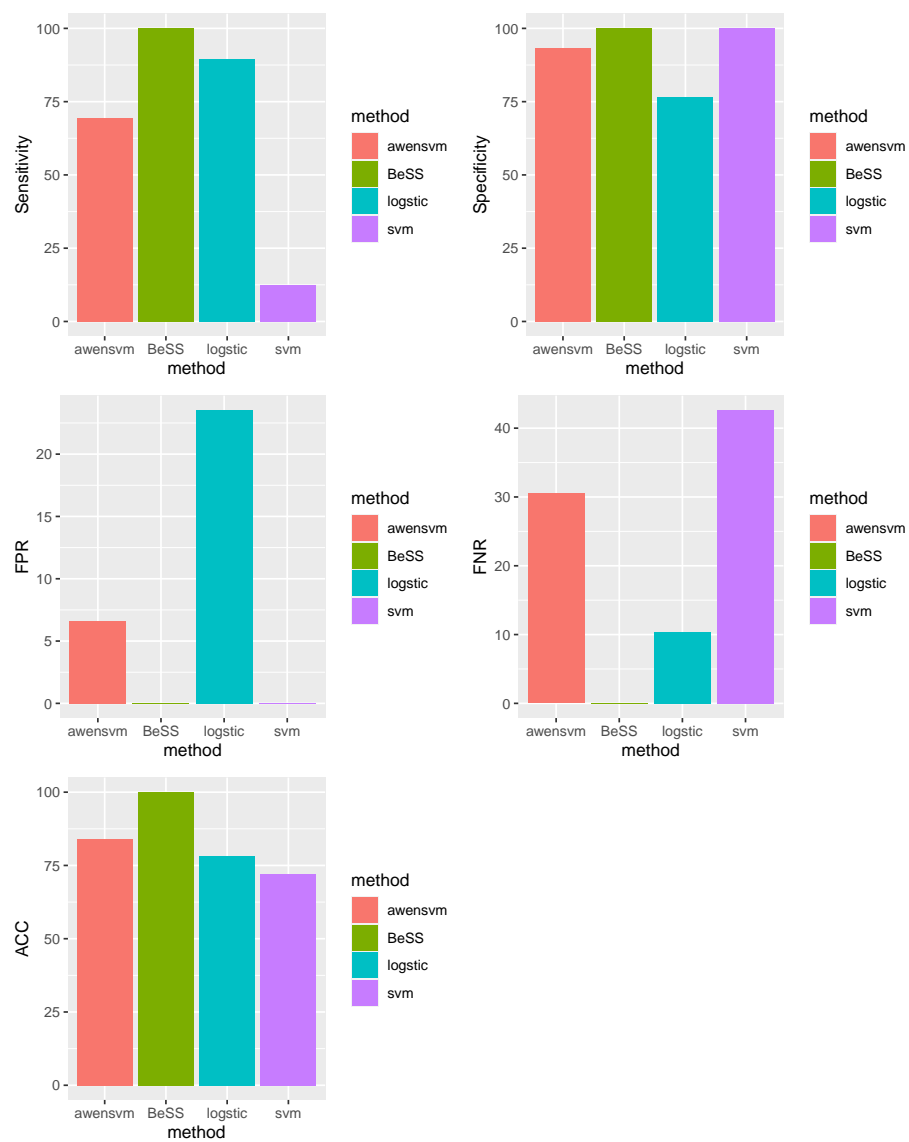 Sensitivity
100
75
50
25
0
awensvm BeSS logstic svm
method
method
awensvm
BeSS
logstic
svm
Specificity
100
75
50
25
0
awensvm BeSS logstic svm
method
method
awensvm
BeSS
logstic
svm
FPR
20
15
10
5
0
awensvm BeSS logstic svm
method
method
awensvm
BeSS
logstic
svm
FNR
40
30
20
10
0
awensvm BeSS logstic svm
method
method
awensvm
BeSS
logstic
svm
ACC
100
75
50
25
0
awensvm BeSS logstic svm
method
method
awensvm
BeSS
logstic
svm